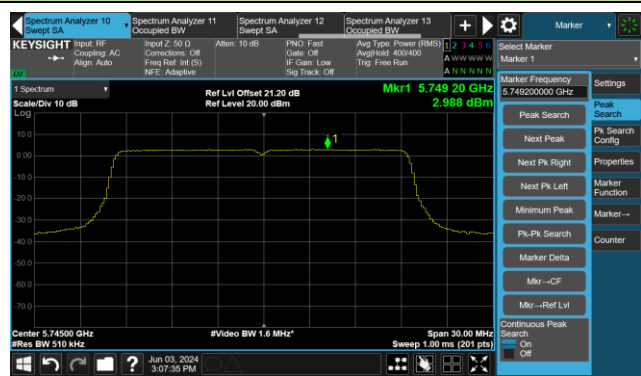 Spectrum Analyzer 10
Swept SA
Spectrum Analyzer 11
Occupied BW
Spectrum Analyzer 12
Swept SA
Spectrum Analyzer 13
Occupied BW
Marker
KEYSIGHT
Input: RF
Coupling: AC
Align: Auto
Input Z: 50 Ω
Corrections: Off
Freq Ref: Int (S)
NFE: Adaptive
Atten: 10 dB
PNO: Fast
Gate: Off
IF Gain: Low
Sig Track: Off
Avg Type: Power (RMS)
Avg|Hold: 400/400
Trig: Free Run
1 2 3 4 5 6
A W W W W W
A N N N N N
Select Marker
Marker 1
1 Spectrum
Scale/Div 10 dB
Log
Ref Lvl Offset 21.20 dB
Ref Level 20.00 dBm
Mkr1 5.749 20 GHz
2.988 dBm
10.0
0.00
-10.0
-20.0
-30.0
-40.0
-50.0
-60.0
-70.0
1
Center 5.74500 GHz
#Res BW 510 kHz
#Video BW 1.6 MHz*
Span 30.00 MHz
Sweep 1.00 ms (201 pts)
Marker Frequency
5.749200000 GHz
Peak Search
Next Peak
Next Pk Right
Next Pk Left
Minimum Peak
Pk-Pk Search
Marker Delta
Mkr→CF
Mkr→Ref Lvl
Continuous Peak
Search
On
Off
Settings
Peak
Search
Pk Search
Config
Properties
Marker
Function
Marker→
Counter
?
Jun 03, 2024
3:07:35 PM